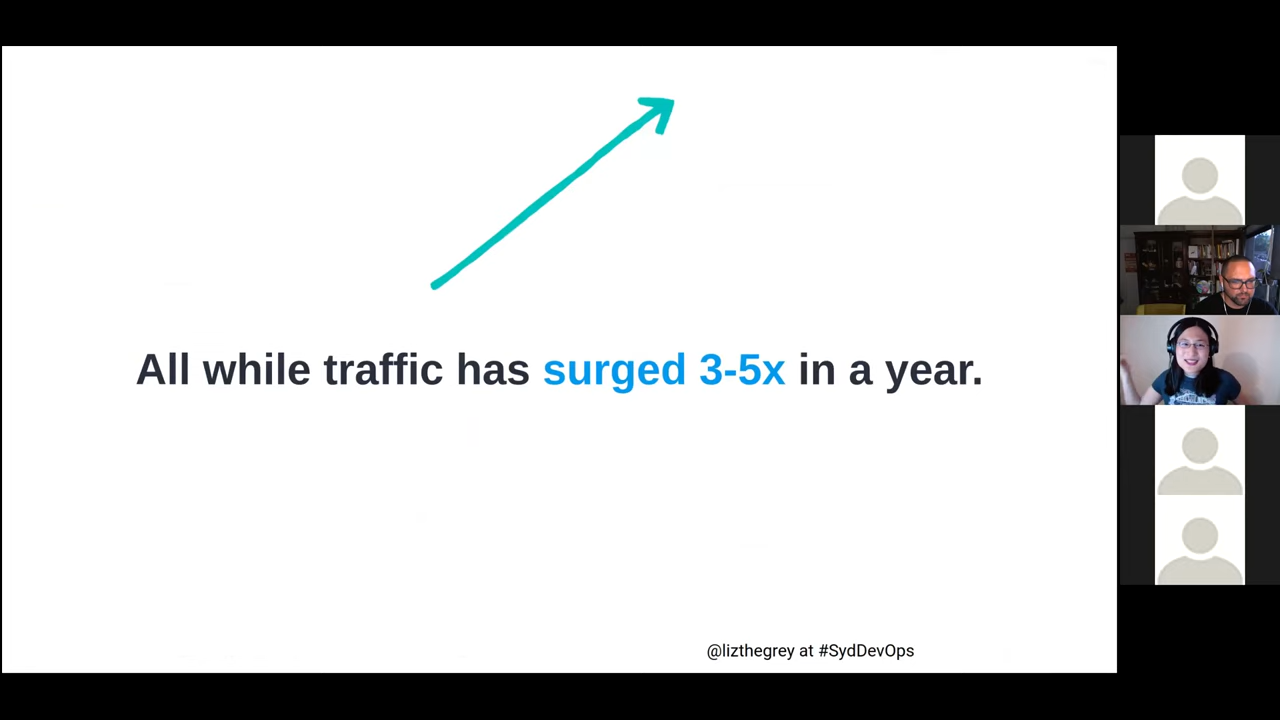 All while traffic has surged 3-5x in a year.
@lizthegrey at #SydDevOps